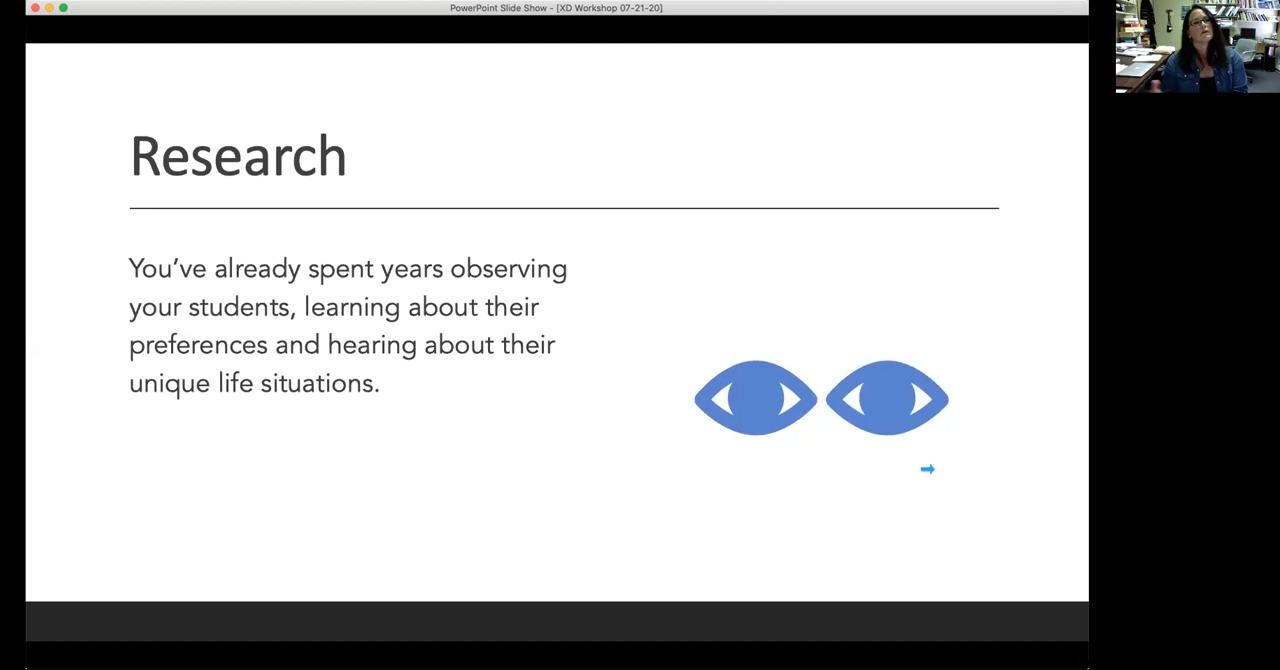 PowerPoint Slide Show - [XD Workshop 07-21-20]
Research
You’ve already spent years observing
your students, learning about their
preferences and hearing about their
unique life situations.